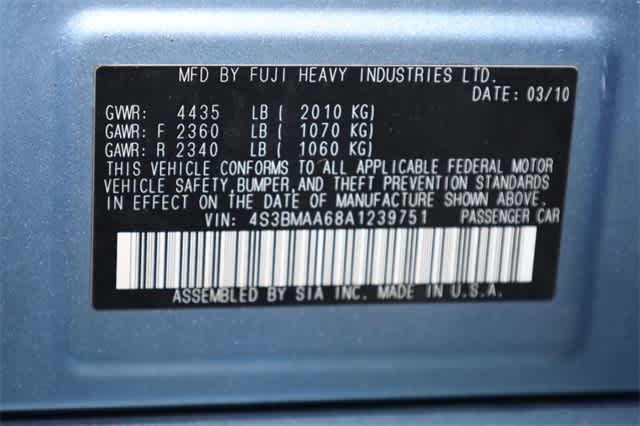 MFD BY FUJI HEAVY INDUSTRIES LTD.
DATE: 03/10
GVWR: 4435 LB ( 2010 KG)
GAWR: F 2360 LB ( 1070 KG)
GAWR: R 2340 LB ( 1060 KG)
THIS VEHICLE CONFORMS TO ALL APPLICABLE FEDERAL MOTOR
VEHICLE SAFETY,BUMPER,AND THEFT PREVENTION STANDARDS
IN EFFECT ON THE DATE OF MANUFACTURE SHOWN ABOVE.
VIN: 4S3BMAA68A1239751 PASSENGER CAR
ASSEMBLED BY SIA INC. MADE IN U.S.A.